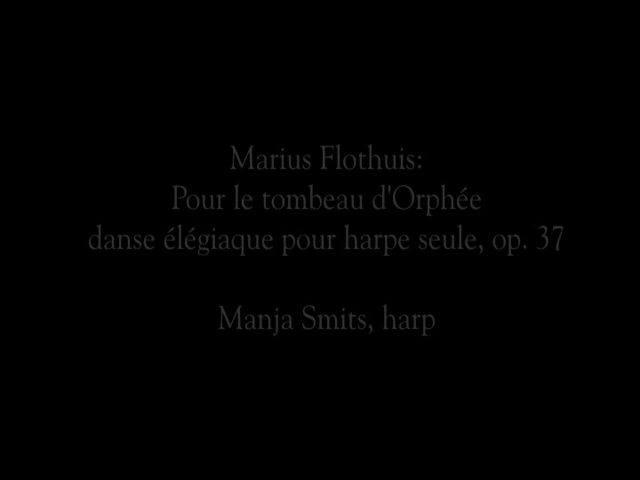 Marius Flothuis:
Pour le tombeau d'Orphée
danse élégiaque pour harpe seule, op. 37
Manja Smits, harp